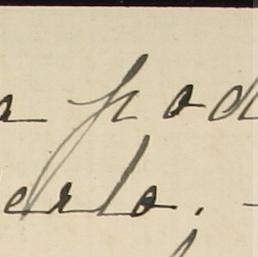 a pod
erlo. -